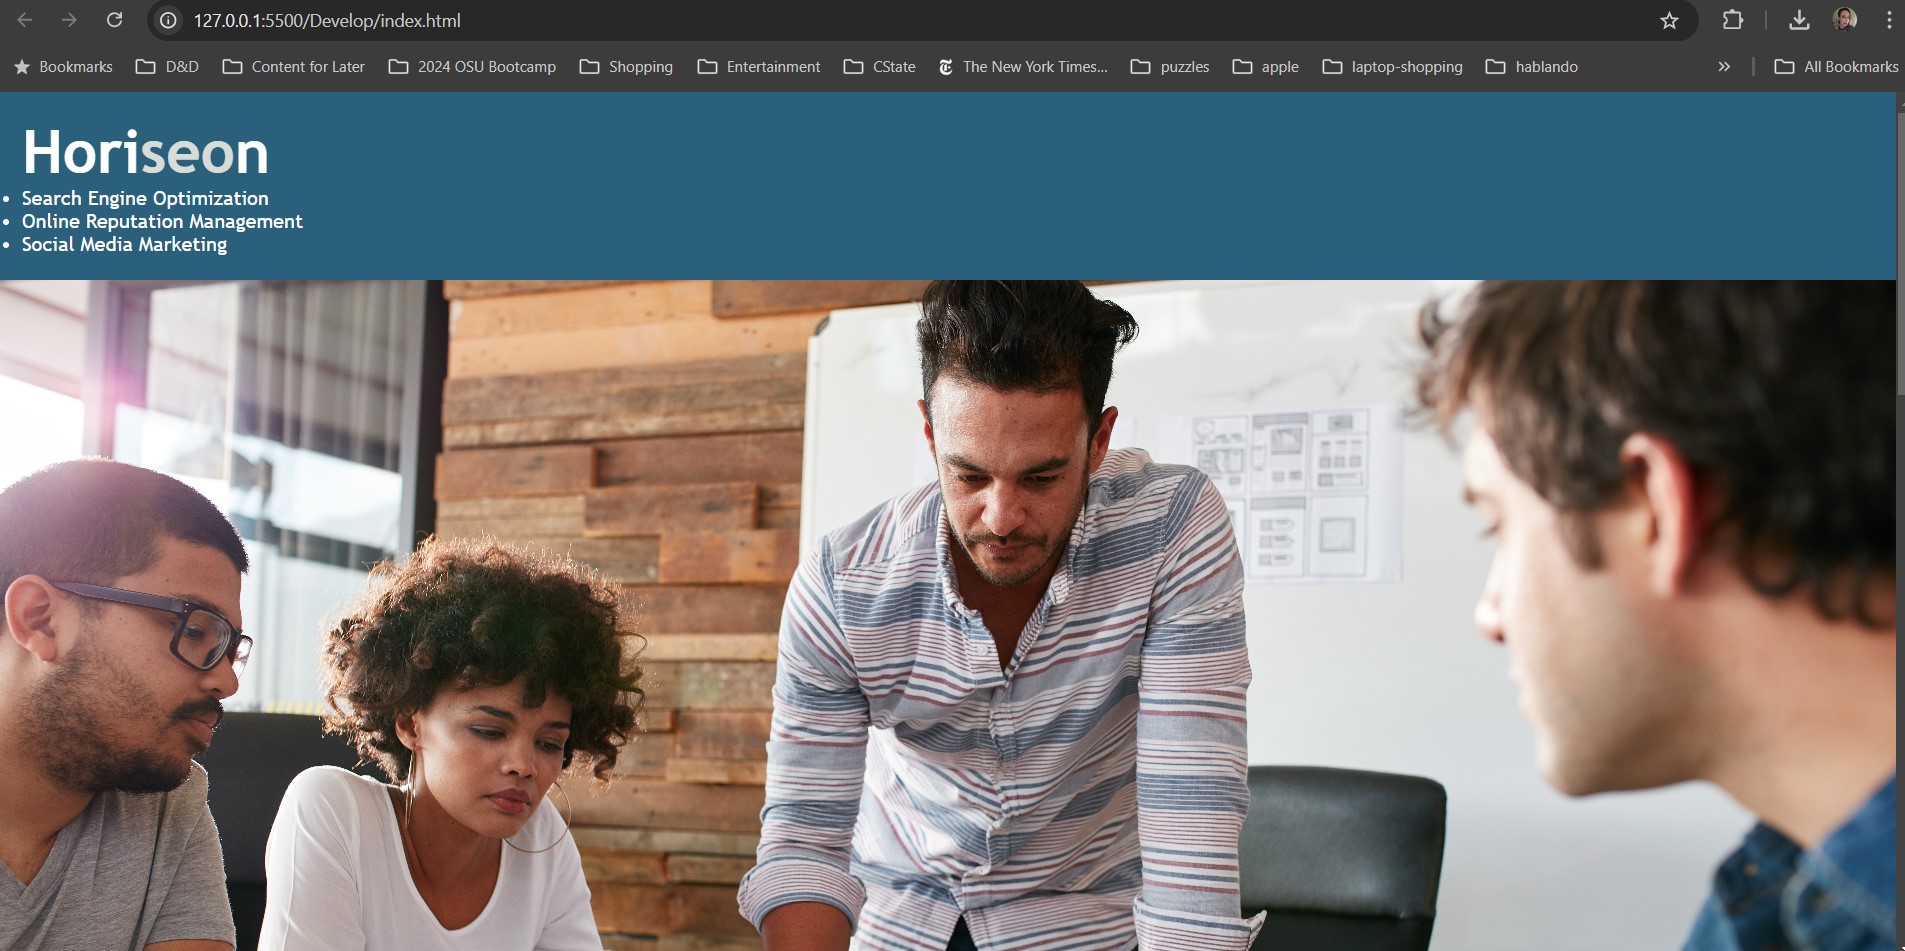 127.0.0.1:5500/Develop/index.html
Bookmarks D&D Content for Later 2024 OSU Bootcamp Shopping Entertainment CState The New York Times... puzzles apple laptop-shopping hablando » All Bookmarks
Horiseon
• Search Engine Optimization
• Online Reputation Management
• Social Media Marketing